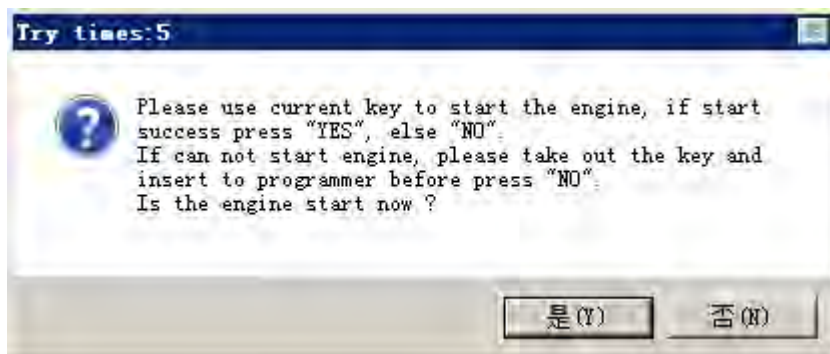 Try times:5
Please use current key to start the engine, if start
success press "YES", else "NO".
If can not start engine, please take out the key and
insert to programmer before press "NO".
Is the engine start now ?
是(Y) 否(N)